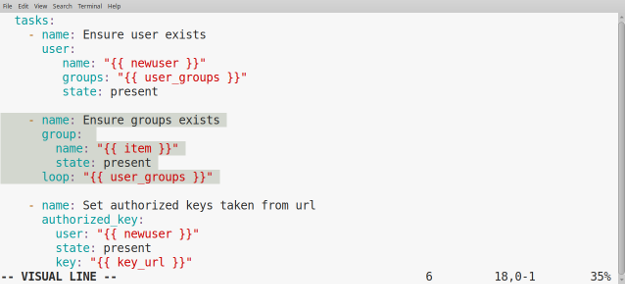 File Edit View Search Terminal Help
  tasks:
    - name: Ensure user exists
      user:
         name: "{{ newuser }}"
         groups: "{{ user_groups }}"
         state: present

    - name: Ensure groups exists
      group:
        name: "{{ item }}"
        state: present
      loop: "{{ user_groups }}"

    - name: Set authorized keys taken from url
      authorized_key:
        user: "{{ newuser }}"
        state: present
        key: "{{ key_url }}"
-- VISUAL LINE -- 6 18,0-1 35%